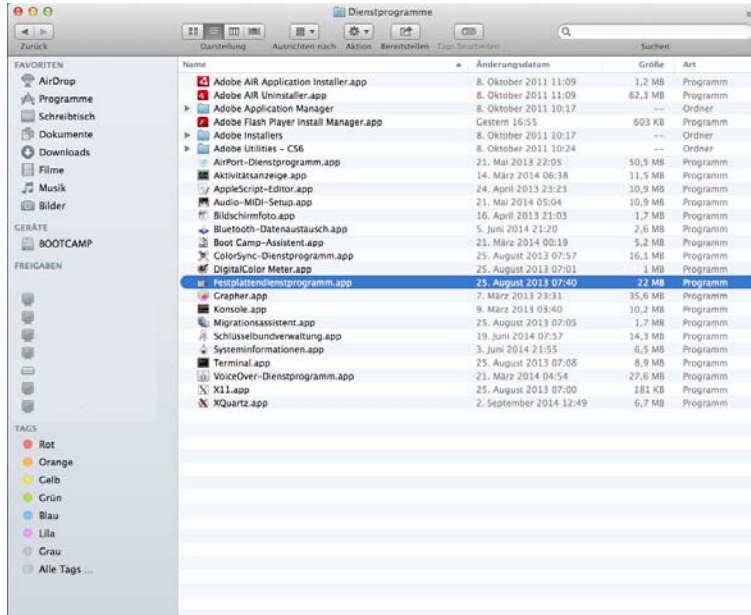 Dienstprogramme
Zurück Darstellung Ausrichten nach Aktion Bereitstellen Tags bearbeiten Suchen
FAVORITEN
AirDrop
Programme
Schreibtisch
Dokumente
Downloads
Filme
Musik
Bilder
GERÄTE
BOOTCAMP
FREIGABEN
TAGS
Rot
Orange
Gelb
Grün
Blau
Lila
Grau
Alle Tags ...
Name Änderungsdatum Größe Art
Adobe AIR Application Installer.app 8. Oktober 2011 11:09 1,2 MB Programm
Adobe AIR Uninstaller.app 8. Oktober 2011 11:09 62,3 MB Programm
Adobe Application Manager 8. Oktober 2011 10:17 -- Ordner
Adobe Flash Player Install Manager.app Gestern 16:55 603 KB Programm
Adobe Installers 8. Oktober 2011 10:17 -- Ordner
Adobe Utilities - CS6 8. Oktober 2011 10:24 -- Ordner
AirPort-Dienstprogramm.app 21. Mai 2013 22:05 50,5 MB Programm
Aktivitätsanzeige.app 14. März 2014 06:38 11,5 MB Programm
AppleScript-Editor.app 24. April 2013 23:23 10,9 MB Programm
Audio-MIDI-Setup.app 21. Mai 2014 05:04 10,9 MB Programm
Bildschirmfoto.app 16. April 2013 21:03 1,7 MB Programm
Bluetooth-Datenaustausch.app 5. Juni 2014 21:20 2,6 MB Programm
Boot Camp-Assistent.app 21. März 2014 00:19 5,2 MB Programm
ColorSync-Dienstprogramm.app 25. August 2013 07:57 16,1 MB Programm
DigitalColor Meter.app 25. August 2013 07:01 1 MB Programm
Festplattendienstprogramm.app 25. August 2013 07:40 22 MB Programm
Grapher.app 7. März 2013 23:31 35,6 MB Programm
Konsole.app 9. März 2013 03:40 10,2 MB Programm
Migrationsassistent.app 25. August 2013 07:05 1,7 MB Programm
Schlüsselbundverwaltung.app 19. Juni 2014 07:57 14,3 MB Programm
Systeminformationen.app 3. Juni 2014 21:55 6,5 MB Programm
Terminal.app 25. August 2013 07:08 8,9 MB Programm
VoiceOver-Dienstprogramm.app 21. März 2014 04:54 27,6 MB Programm
X11.app 25. August 2013 07:00 181 KB Programm
XQuartz.app 2. September 2014 12:49 6,7 MB Programm